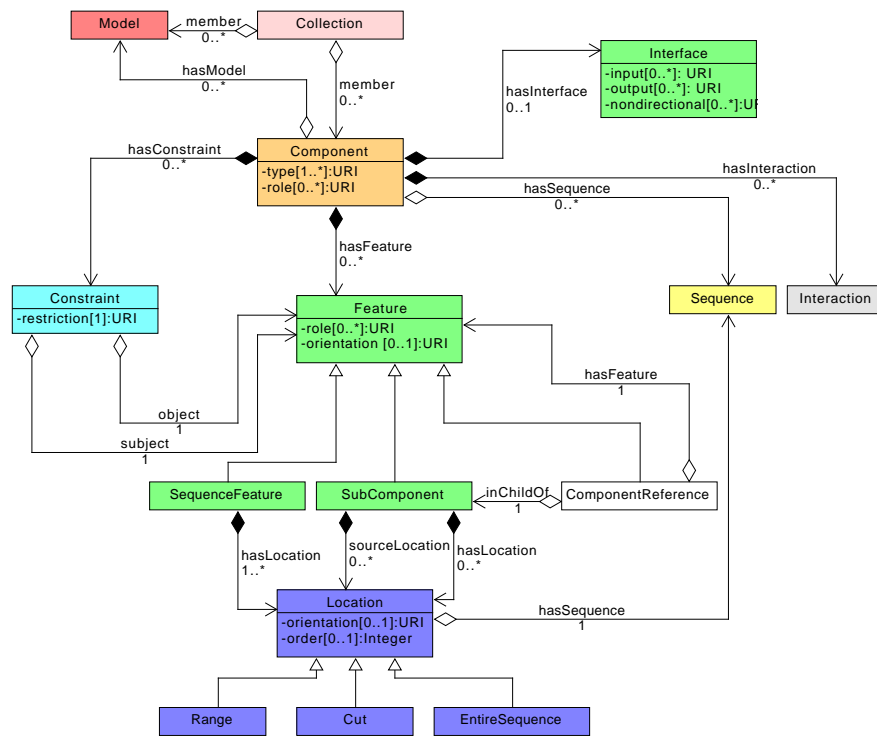 Model
member
0..*
Collection
hasModel
0..*
member
0..*
hasInterface
0..1
Interface
-input[0..*]: URI
-output[0..*]: URI
-nondirectional[0..*]:UR
hasConstraint
0..*
Component
-type[1..*]:URI
-role[0..*]:URI
hasInteraction
0..*
hasSequence
0..*
hasFeature
0..*
Constraint
-restriction[1]:URI
Feature
-role[0..*]:URI
-orientation [0..1]:URI
Sequence
Interaction
hasFeature
1
object
1
subject
1
SequenceFeature
SubComponent
inChildOf
1
ComponentReference
hasLocation
1..*
sourceLocation
0..*
hasLocation
0..*
Location
-orientation[0..1]:URI
-order[0..1]:Integer
hasSequence
1
Range
Cut
EntireSequence